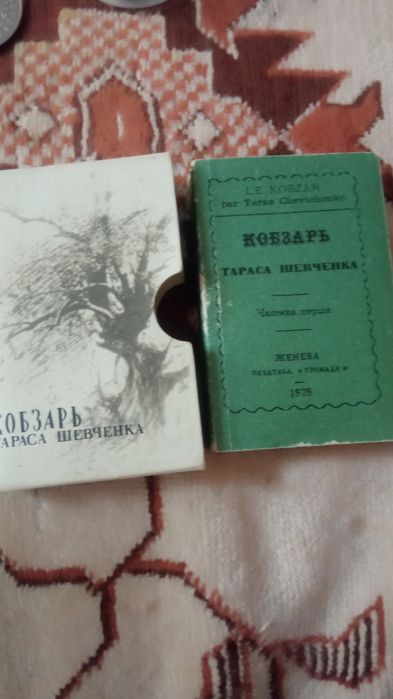 КОБЗАРЬ
ТАРАСА ШЕВЧЕНКА
LE KOBZAR
par Taras Chevtchenko
КОБЗАРЬ
ТАРАСА ШЕВЧЕНКА
Частина перша
ЖЕНЕВА
ПЕЧАТНЯ «ГРОМАДИ»
1878